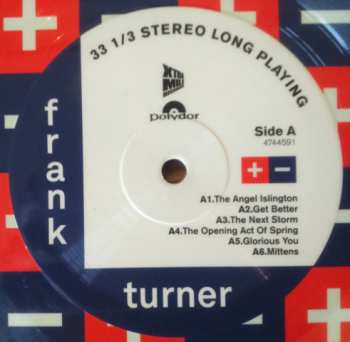 33 1/3 STEREO LONG PLAYING
XTRA
MILE
Polydor
Side A
4744591
+ −
A1.The Angel Islington
A2.Get Better
A3.The Next Storm
A4.The Opening Act Of Spring
A5.Glorious You
A6.Mittens
frank
turner